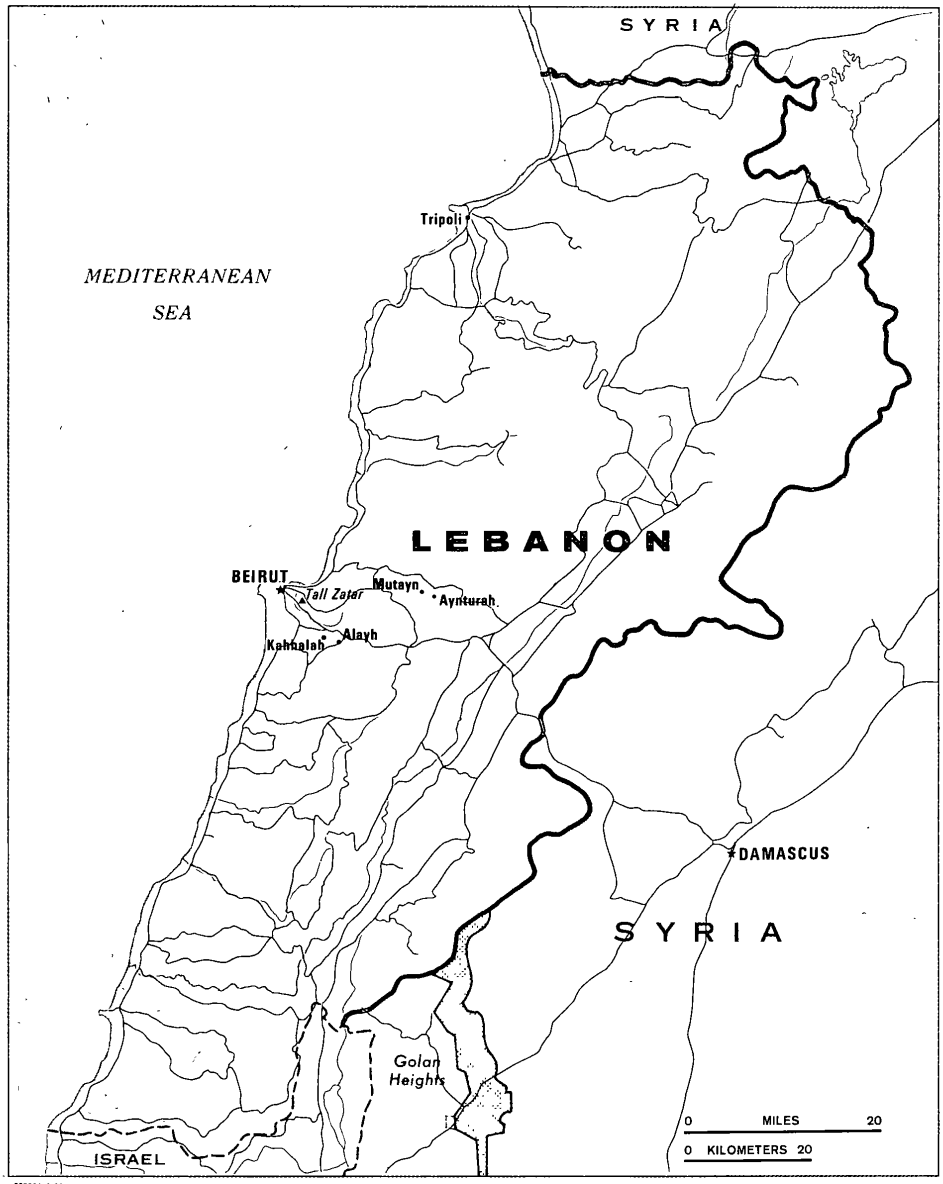 SYRIA
Tripoli
MEDITERRANEAN
SEA
LEBANON
BEIRUT
Tall Zatar
Mutayn
Aynturah
Kahhalah
Alayh
DAMASCUS
SYRIA
Golan
Heights
ISRAEL
0 MILES 20
0 KILOMETERS 20